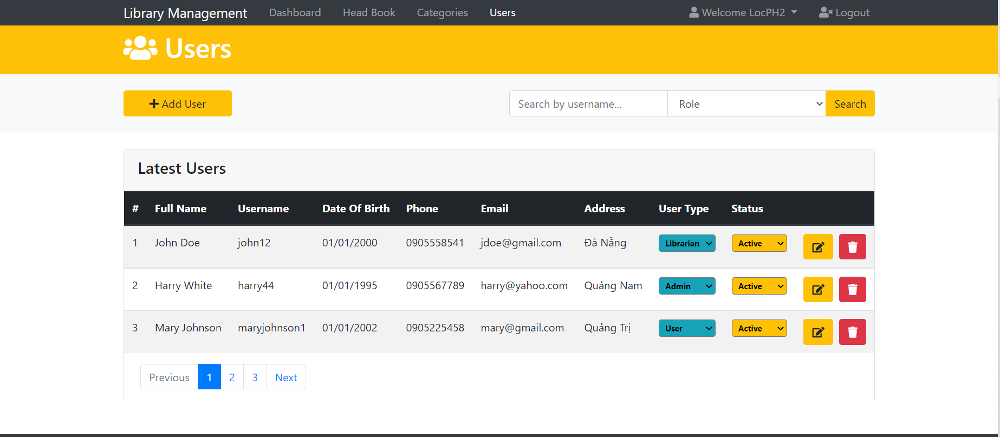 Library Management Dashboard Head Book Categories Users Welcome LocPH2 Logout
Users
Add User Search by username... Role Search
Latest Users
# Full Name Username Date Of Birth Phone Email Address User Type Status
1 John Doe john12 01/01/2000 0905558541 jdoe@gmail.com Đà Nẵng Librarian Active
2 Harry White harry44 01/01/1995 0905567789 harry@yahoo.com Quảng Nam Admin Active
3 Mary Johnson maryjohnson1 01/01/2002 0905225458 mary@gmail.com Quảng Trị User Active
Previous 1 2 3 Next